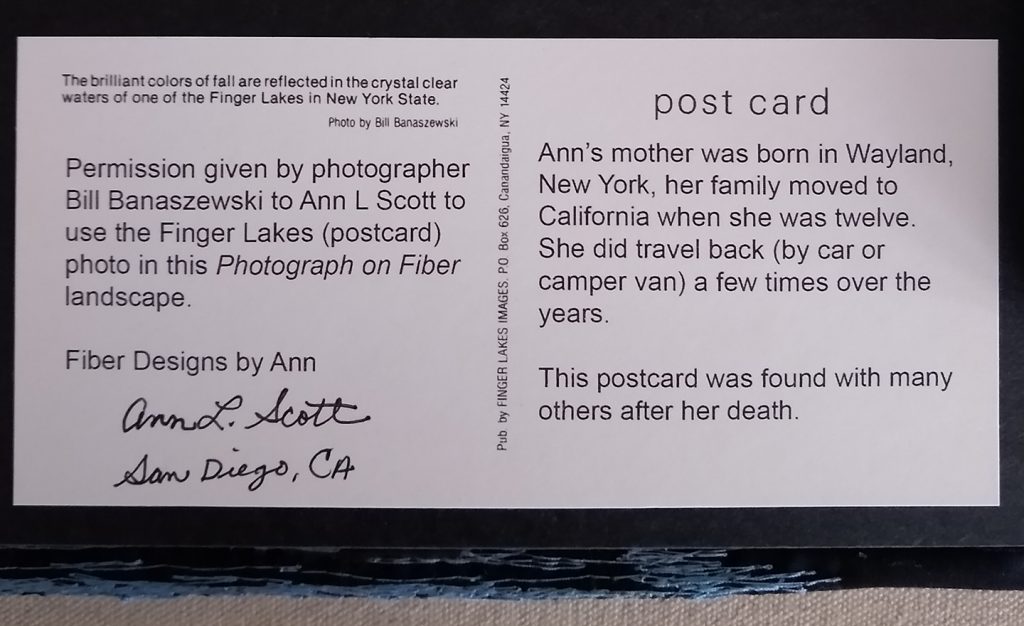 The brilliant colors of fall are reflected in the crystal clear
waters of one of the Finger Lakes in New York State.
Photo by Bill Banaszewski
Permission given by photographer
Bill Banaszewski to Ann L Scott to
use the Finger Lakes (postcard)
photo in this Photograph on Fiber
landscape.
Fiber Designs by Ann
Ann L. Scott
San Diego, CA
Pub by FINGER LAKES IMAGES. P.O. Box 626, Canandaigua, NY 14424
post card
Ann's mother was born in Wayland,
New York, her family moved to
California when she was twelve.
She did travel back (by car or
camper van) a few times over the
years.
This postcard was found with many
others after her death.